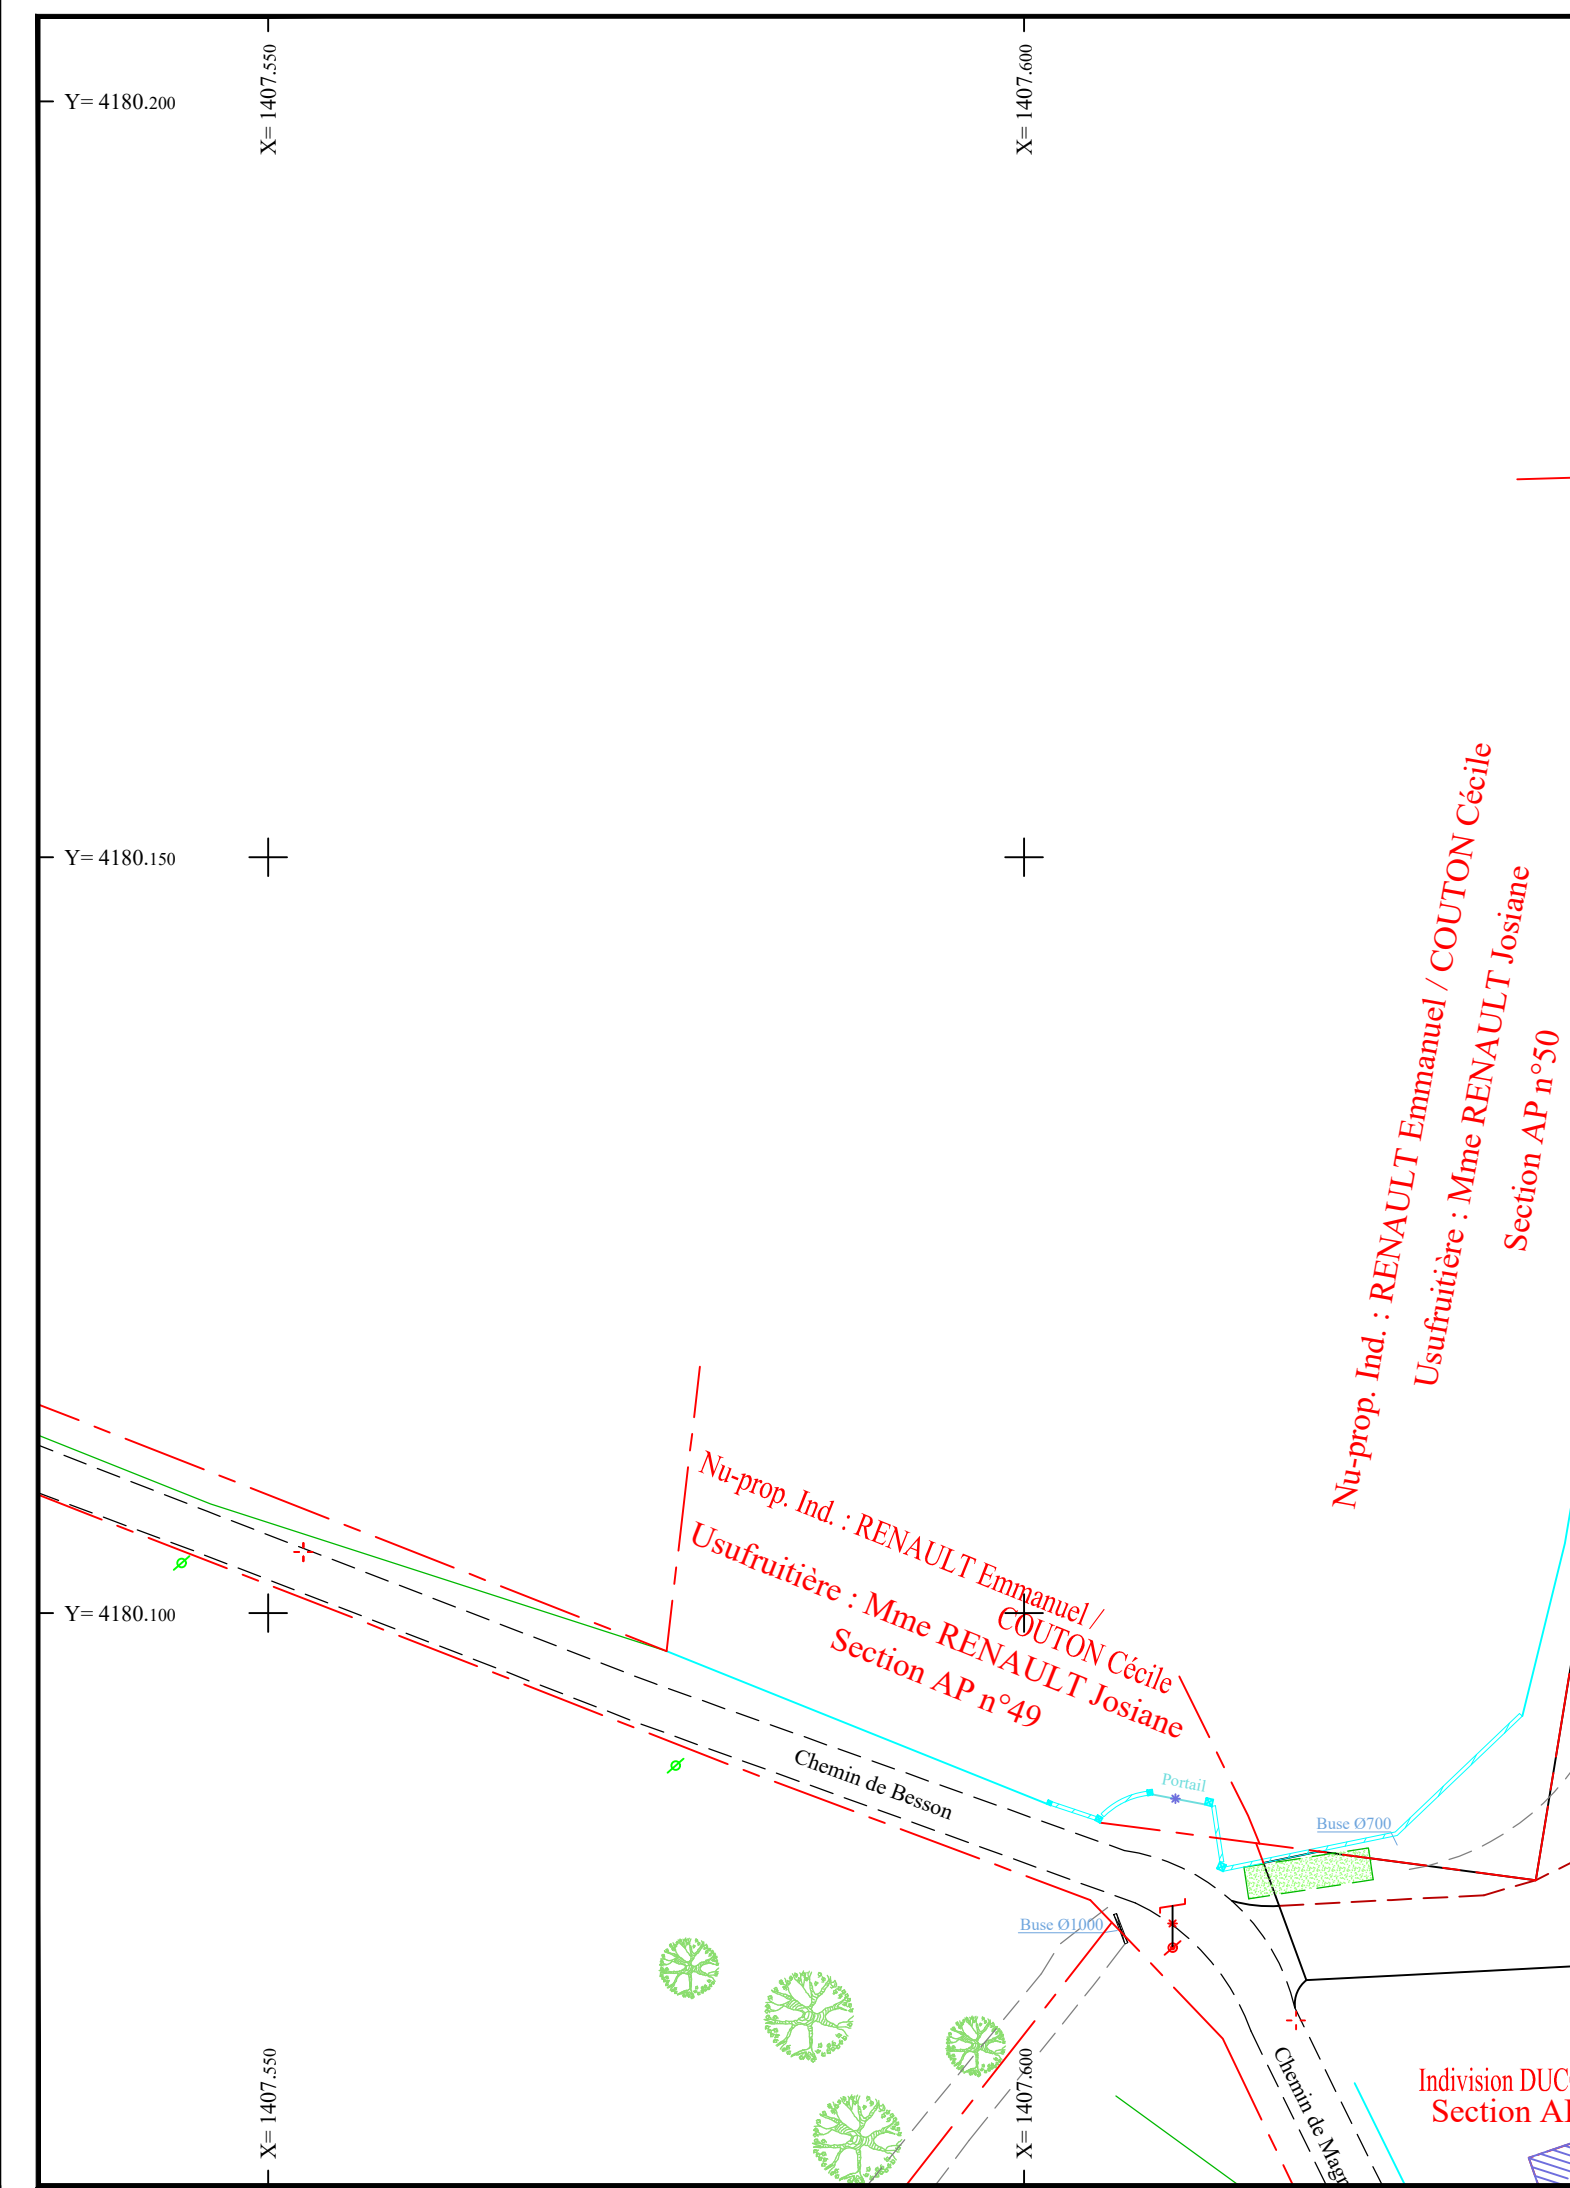 X= 1407.550
X= 1407.600
Y= 4180.200
Y= 4180.150
Nu-prop. Ind. : RENAULT Emmanuel / COUTON Cécile
Usufruitière : Mme RENAULT Josiane
Section AP n°50
Y= 4180.100
Nu-prop. Ind. : RENAULT Emmanuel /
COUTON Cécile
Usufruitière : Mme RENAULT Josiane
Section AP n°49
Chemin de Besson
Portail
Buse Ø700
Buse Ø1000
X= 1407.550
X= 1407.600
Chemin de Magn
Indivision DUC
Section A